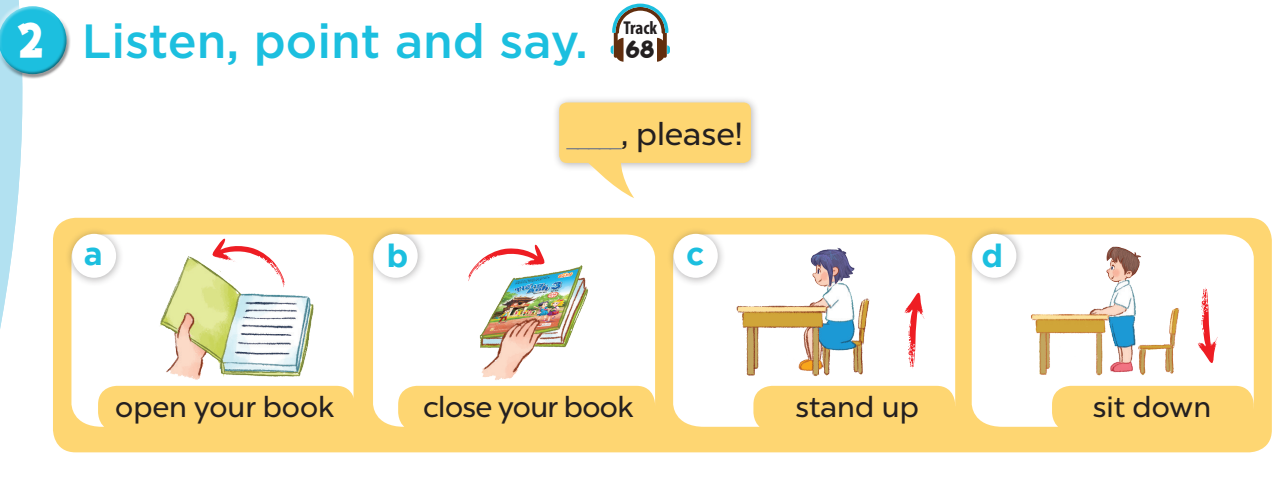 2 Listen, point and say. Track 68
____, please!
a
b
c
d
open your book
close your book
stand up
sit down